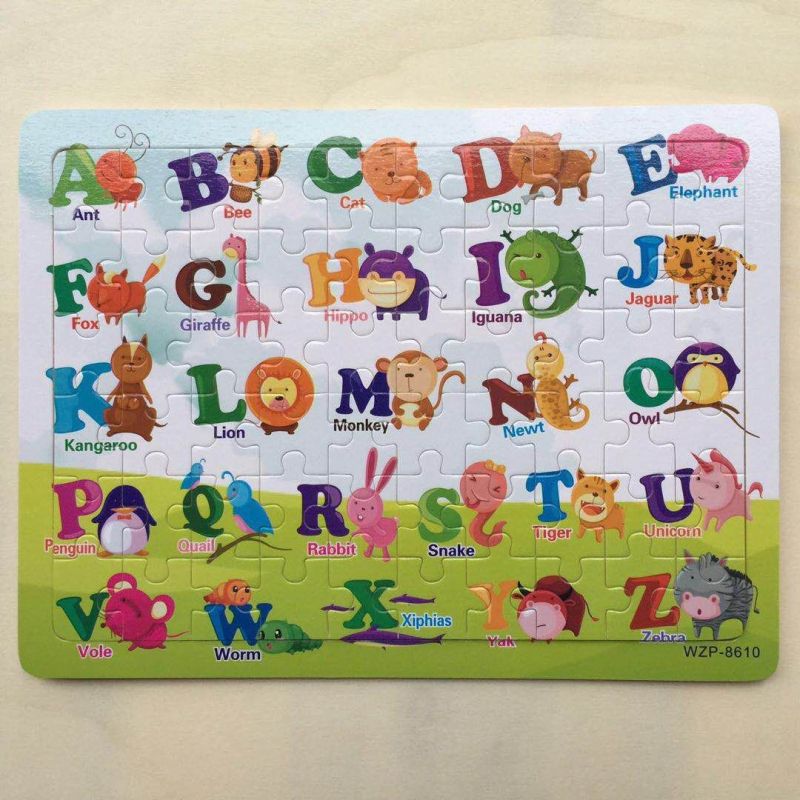 A B C D E
Ant Bee Cat Dog Elephant
F G H I J
Fox Giraffe Hippo Iguana Jaguar
K L M N O
Kangaroo Lion Monkey Newt Owl
P Q R S T U
Penguin Quail Rabbit Snake Tiger Unicorn
V W X Y Z
Vole Worm Xiphias Yak Zebra
WZP-8610